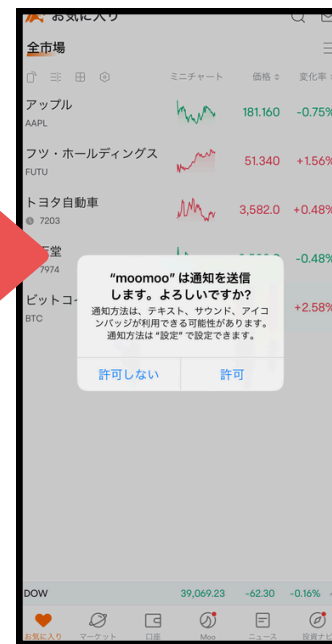 お気に入り
全市場
ミニチャート 価格 変化率
アップル 181.160 -0.75%
AAPL
フツ・ホールディングス 51.340 +1.56%
FUTU
トヨタ自動車 3,582.0 +0.48%
7203
堂 -0.48%
7974
ビットコ +2.58%
BTC
“moomoo” は通知を送信
します。よろしいですか?
通知方法は、テキスト、サウンド、アイコ
ンバッジが利用できる可能性があります。
通知方法は “設定” で設定できます。
許可しない 許可
DOW 39,069.23 -62.30 -0.16%
お気に入り マーケット 口座 Moo ニュース 投資ナビ